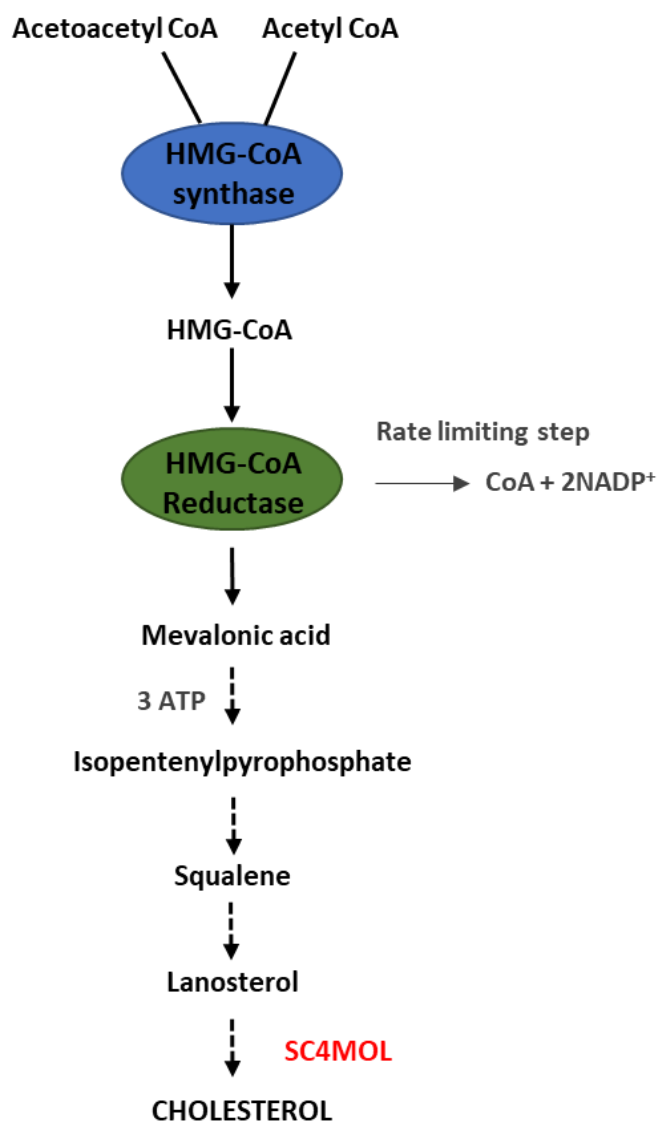 Acetoacetyl CoA Acetyl CoA
HMG-CoA
synthase
HMG-CoA
Rate limiting step
HMG-CoA
Reductase
CoA + 2NADP⁺
Mevalonic acid
3 ATP
Isopentenylpyrophosphate
Squalene
Lanosterol
SC4MOL
CHOLESTEROL